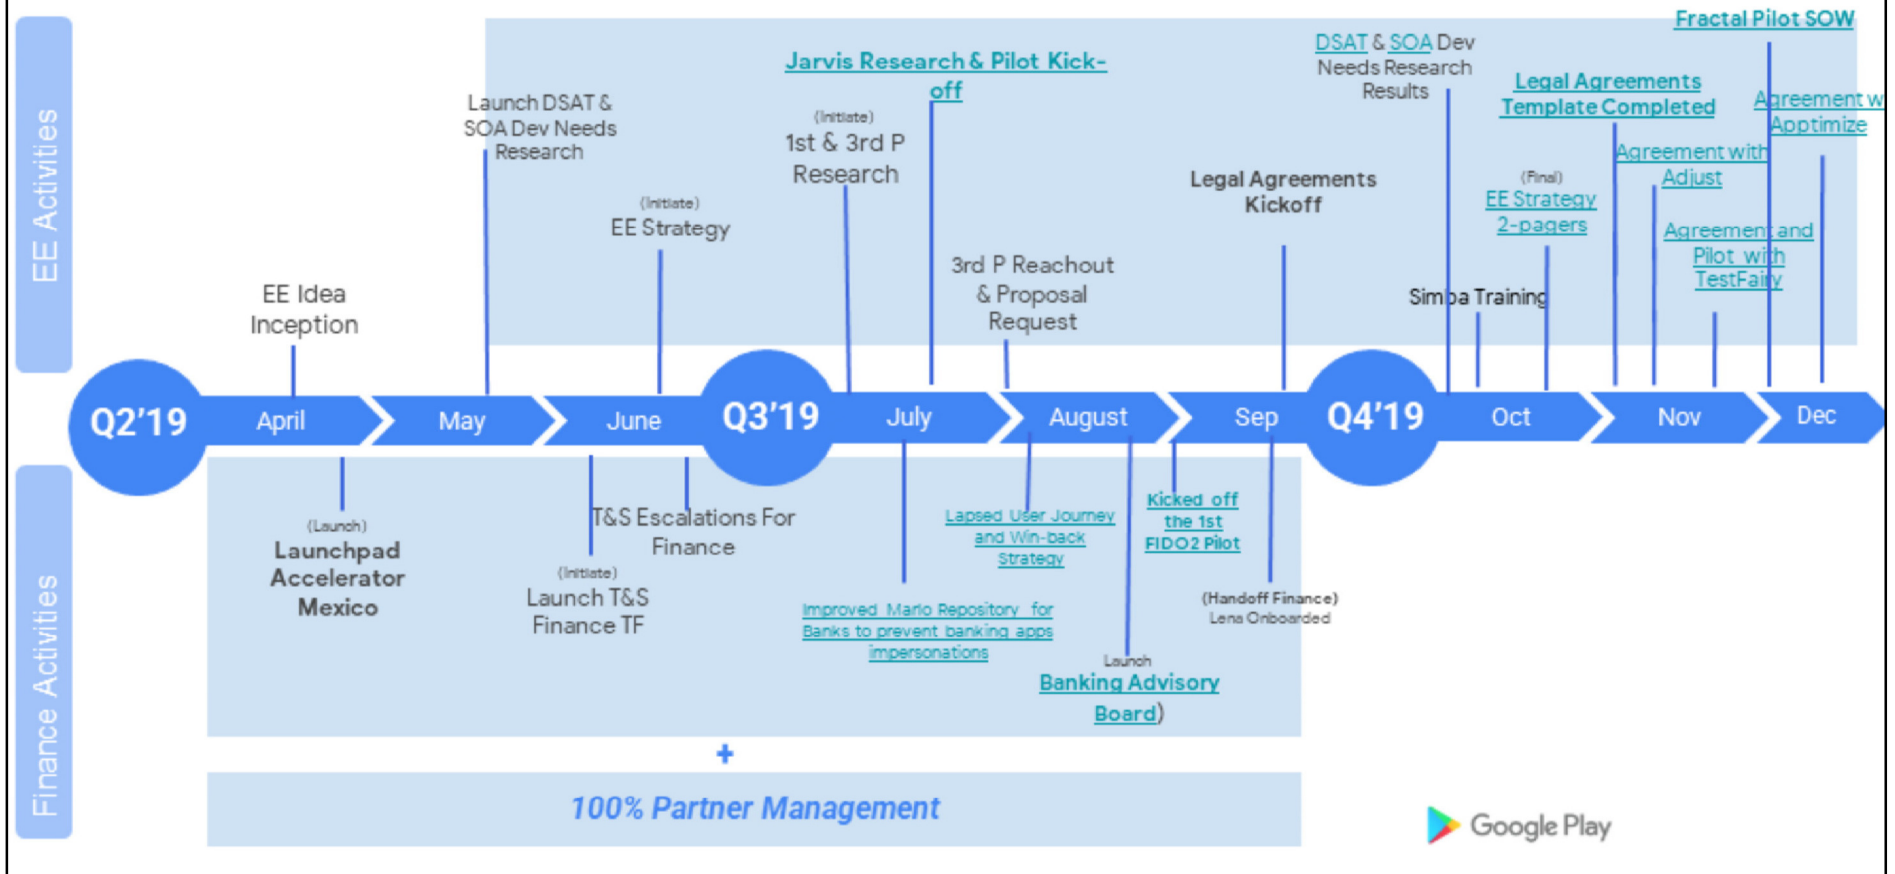 EE Activities
Fractal Pilot SOW
DSAT & SOA Dev
Needs Research
Results
Jarvis Research & Pilot Kick-
off
Legal Agreements
Template Completed
Agreement w
Apptimize
Launch DSAT &
SOA Dev Needs
Research
(Initiate)
1st & 3rd P
Research
Agreement with
Adjust
Legal Agreements
Kickoff
(Final)
EE Strategy
2-pagers
(Initiate)
EE Strategy
Agreement and
Pilot with
TestFairy
3rd P Reachout
& Proposal
Request
EE Idea
Inception
Simba Training
Q2'19
April
May
June
Q3'19
July
August
Sep
Q4'19
Oct
Nov
Dec
Finance Activities
(Launch)
Launchpad
Accelerator
Mexico
T&S Escalations For
Finance
(Initiate)
Launch T&S
Finance TF
Lapsed User Journey
and Win-back
Strategy
Kicked off
the 1st
FIDO2 Pilot
Improved Mario Repository for
Banks to prevent banking apps
impersonations
(Handoff Finance)
Lena Onboarded
Launch
Banking Advisory
Board)
+
100% Partner Management
Google Play